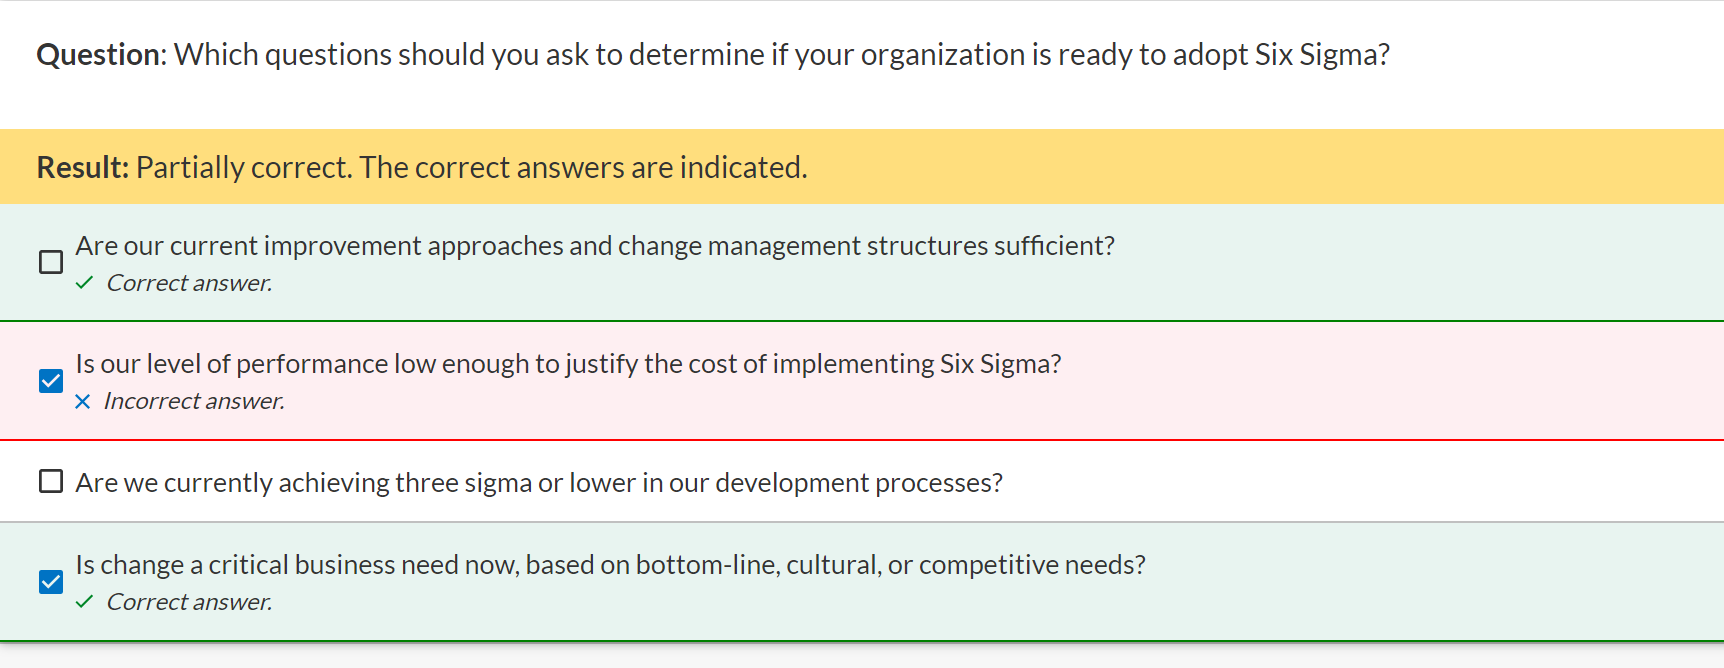 Question: Which questions should you ask to determine if your organization is ready to adopt Six Sigma?
Result: Partially correct. The correct answers are indicated.
Are our current improvement approaches and change management structures sufficient?
Correct answer.
Is our level of performance low enough to justify the cost of implementing Six Sigma?
Incorrect answer.
Are we currently achieving three sigma or lower in our development processes?
Is change a critical business need now, based on bottom-line, cultural, or competitive needs?
Correct answer.